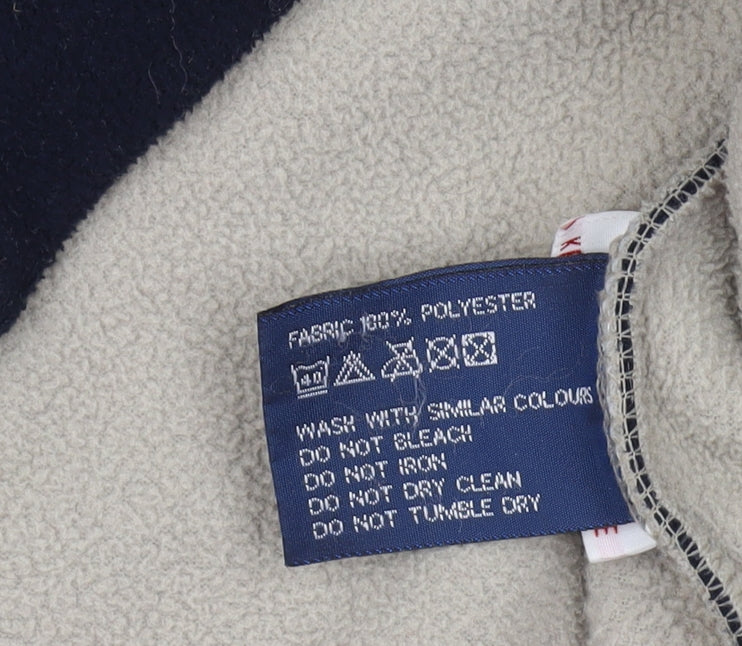 FABRIC 100% POLYESTER
40
WASH WITH SIMILAR COLOURS
DO NOT BLEACH
DO NOT IRON
DO NOT DRY CLEAN
DO NOT TUMBLE DRY